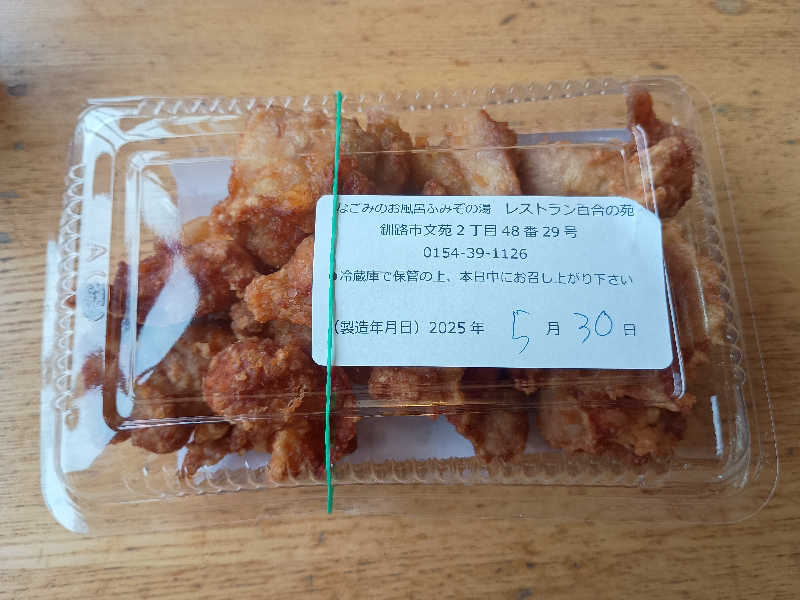 なごみのお風呂ふみぞの湯　レストラン百合の苑
釧路市文苑2丁目48番29号
0154-39-1126
●冷蔵庫で保管の上、本日中にお召し上がり下さい
(製造年月日) 2025年 5月30日